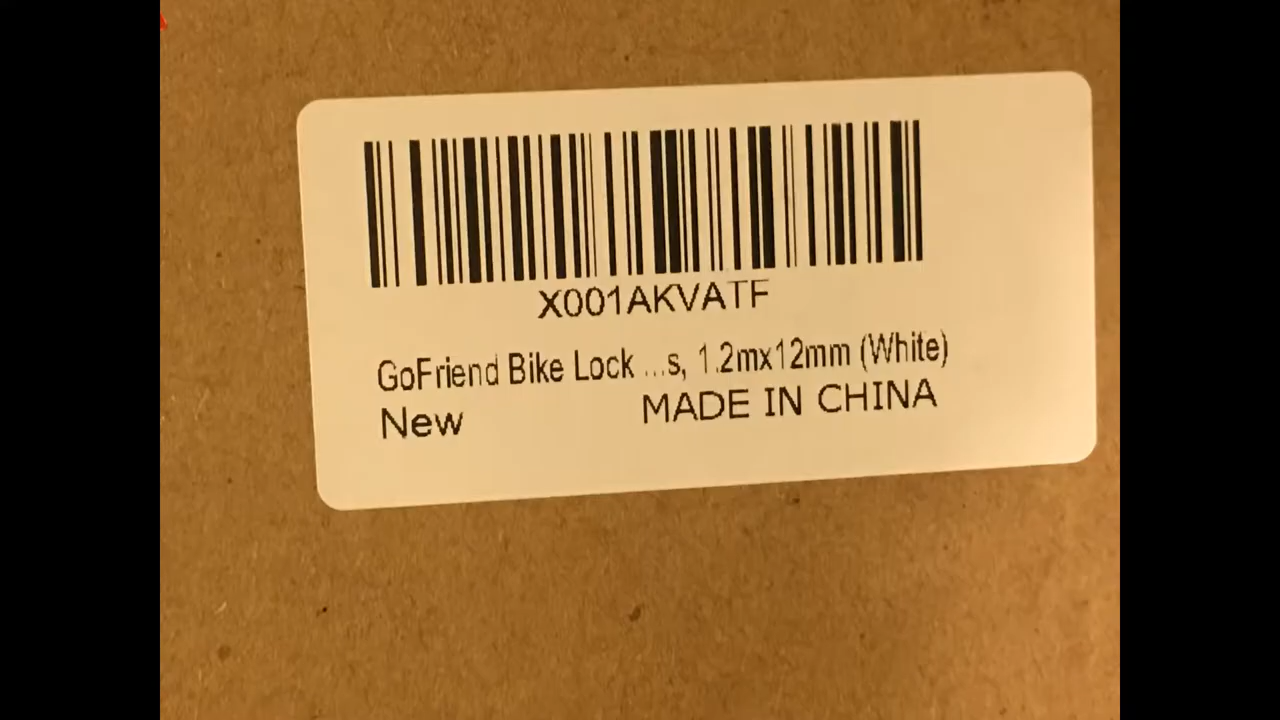 X001AKVATF
GoFriend Bike Lock ...s, 1.2mx12mm (White)
New MADE IN CHINA